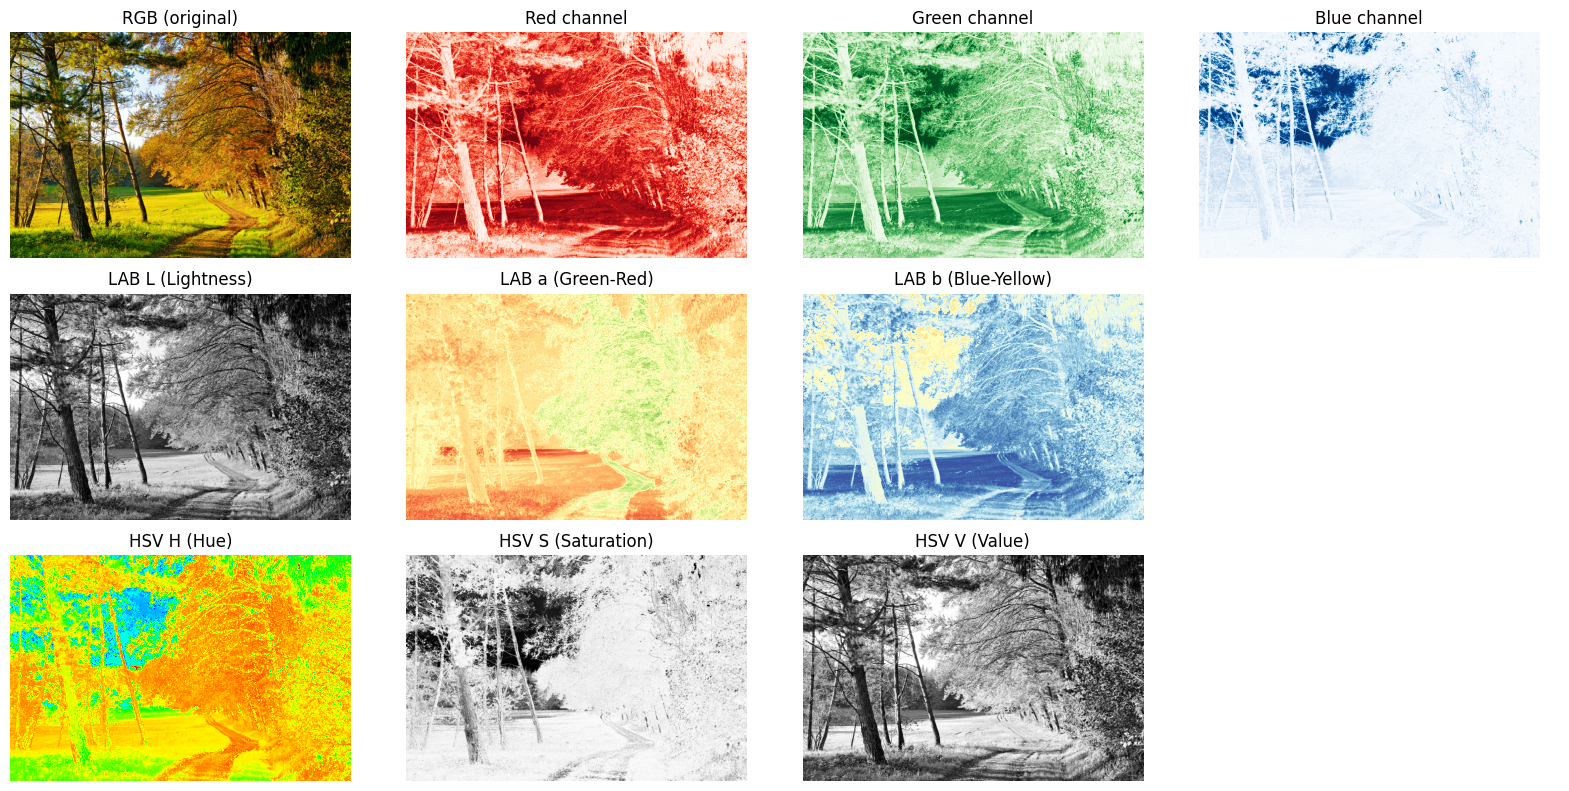 RGB (original)
Red channel
Green channel
Blue channel
LAB L (Lightness)
LAB a (Green-Red)
LAB b (Blue-Yellow)
HSV H (Hue)
HSV S (Saturation)
HSV V (Value)